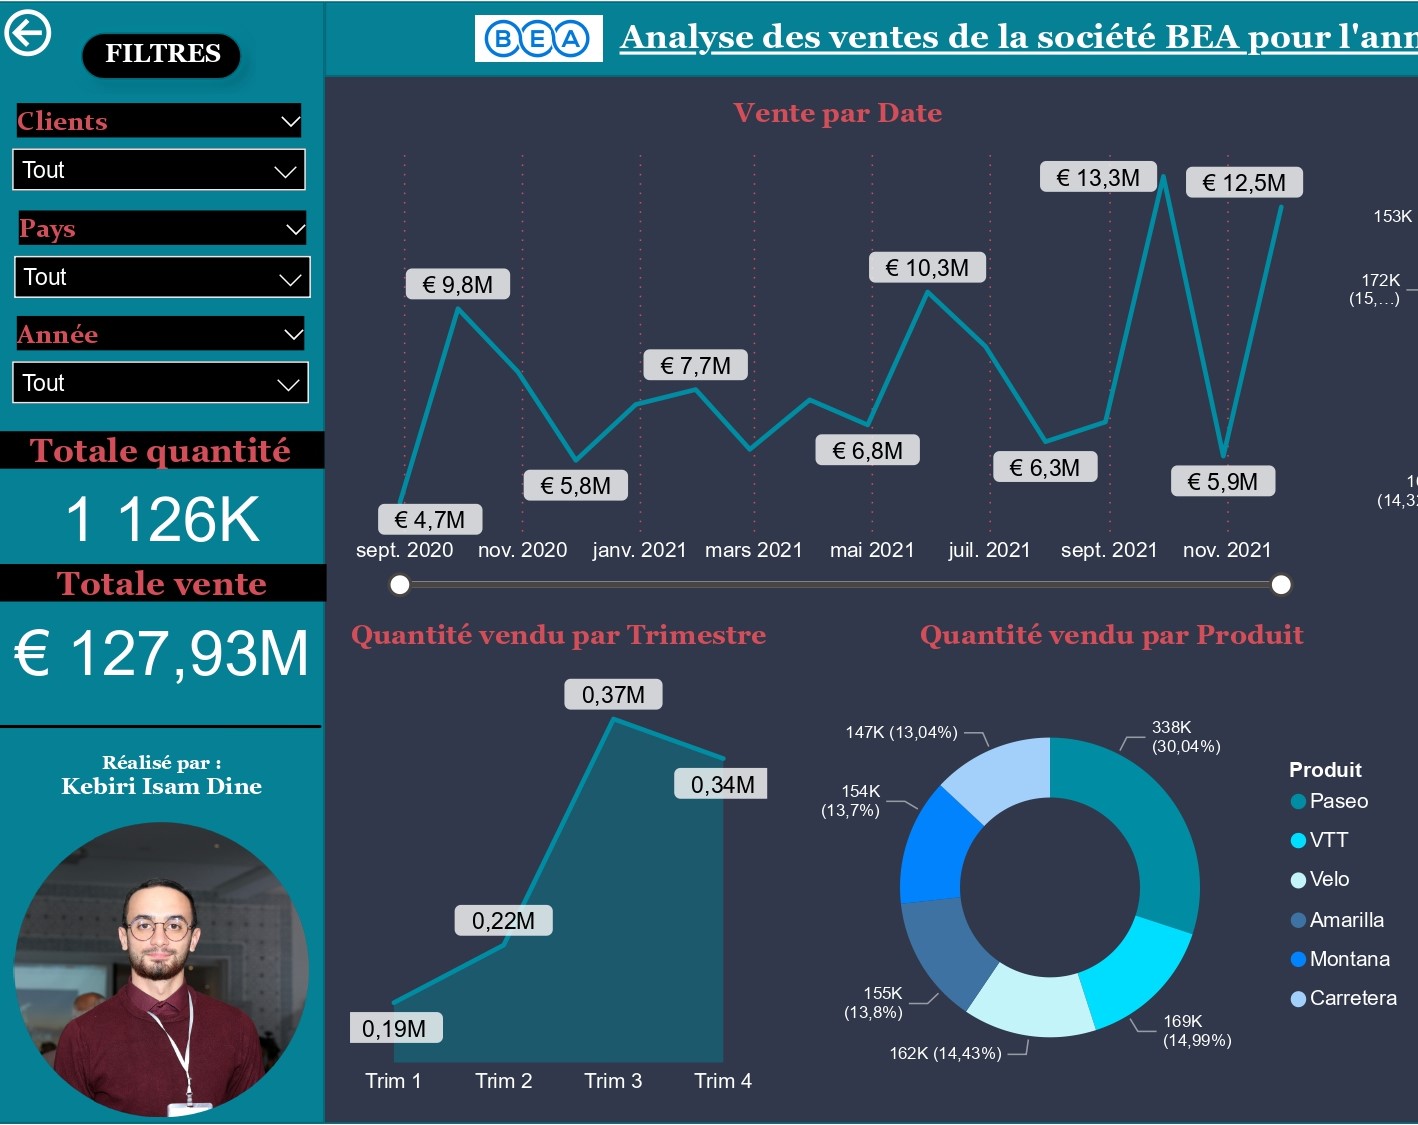 FILTRES
BEA
Analyse des ventes de la société BEA pour l'ann
Clients
Tout
Pays
Tout
Année
Tout
Totale quantité
1 126K
Totale vente
€ 127,93M
Réalisé par :
Kebiri Isam Dine
Vente par Date
€ 13,3M
€ 12,5M
€ 10,3M
€ 9,8M
€ 7,7M
€ 6,8M
€ 6,3M
€ 5,8M
€ 5,9M
€ 4,7M
sept. 2020 nov. 2020 janv. 2021 mars 2021 mai 2021 juil. 2021 sept. 2021 nov. 2021
153K
172K
(15,...)
(14,3
Quantité vendu par Trimestre
0,37M
0,34M
0,22M
0,19M
Trim 1 Trim 2 Trim 3 Trim 4
Quantité vendu par Produit
338K
(30,04%)
147K (13,04%)
154K
(13,7%)
155K
(13,8%)
162K (14,43%)
169K
(14,99%)
Produit
Paseo
VTT
Velo
Amarilla
Montana
Carretera